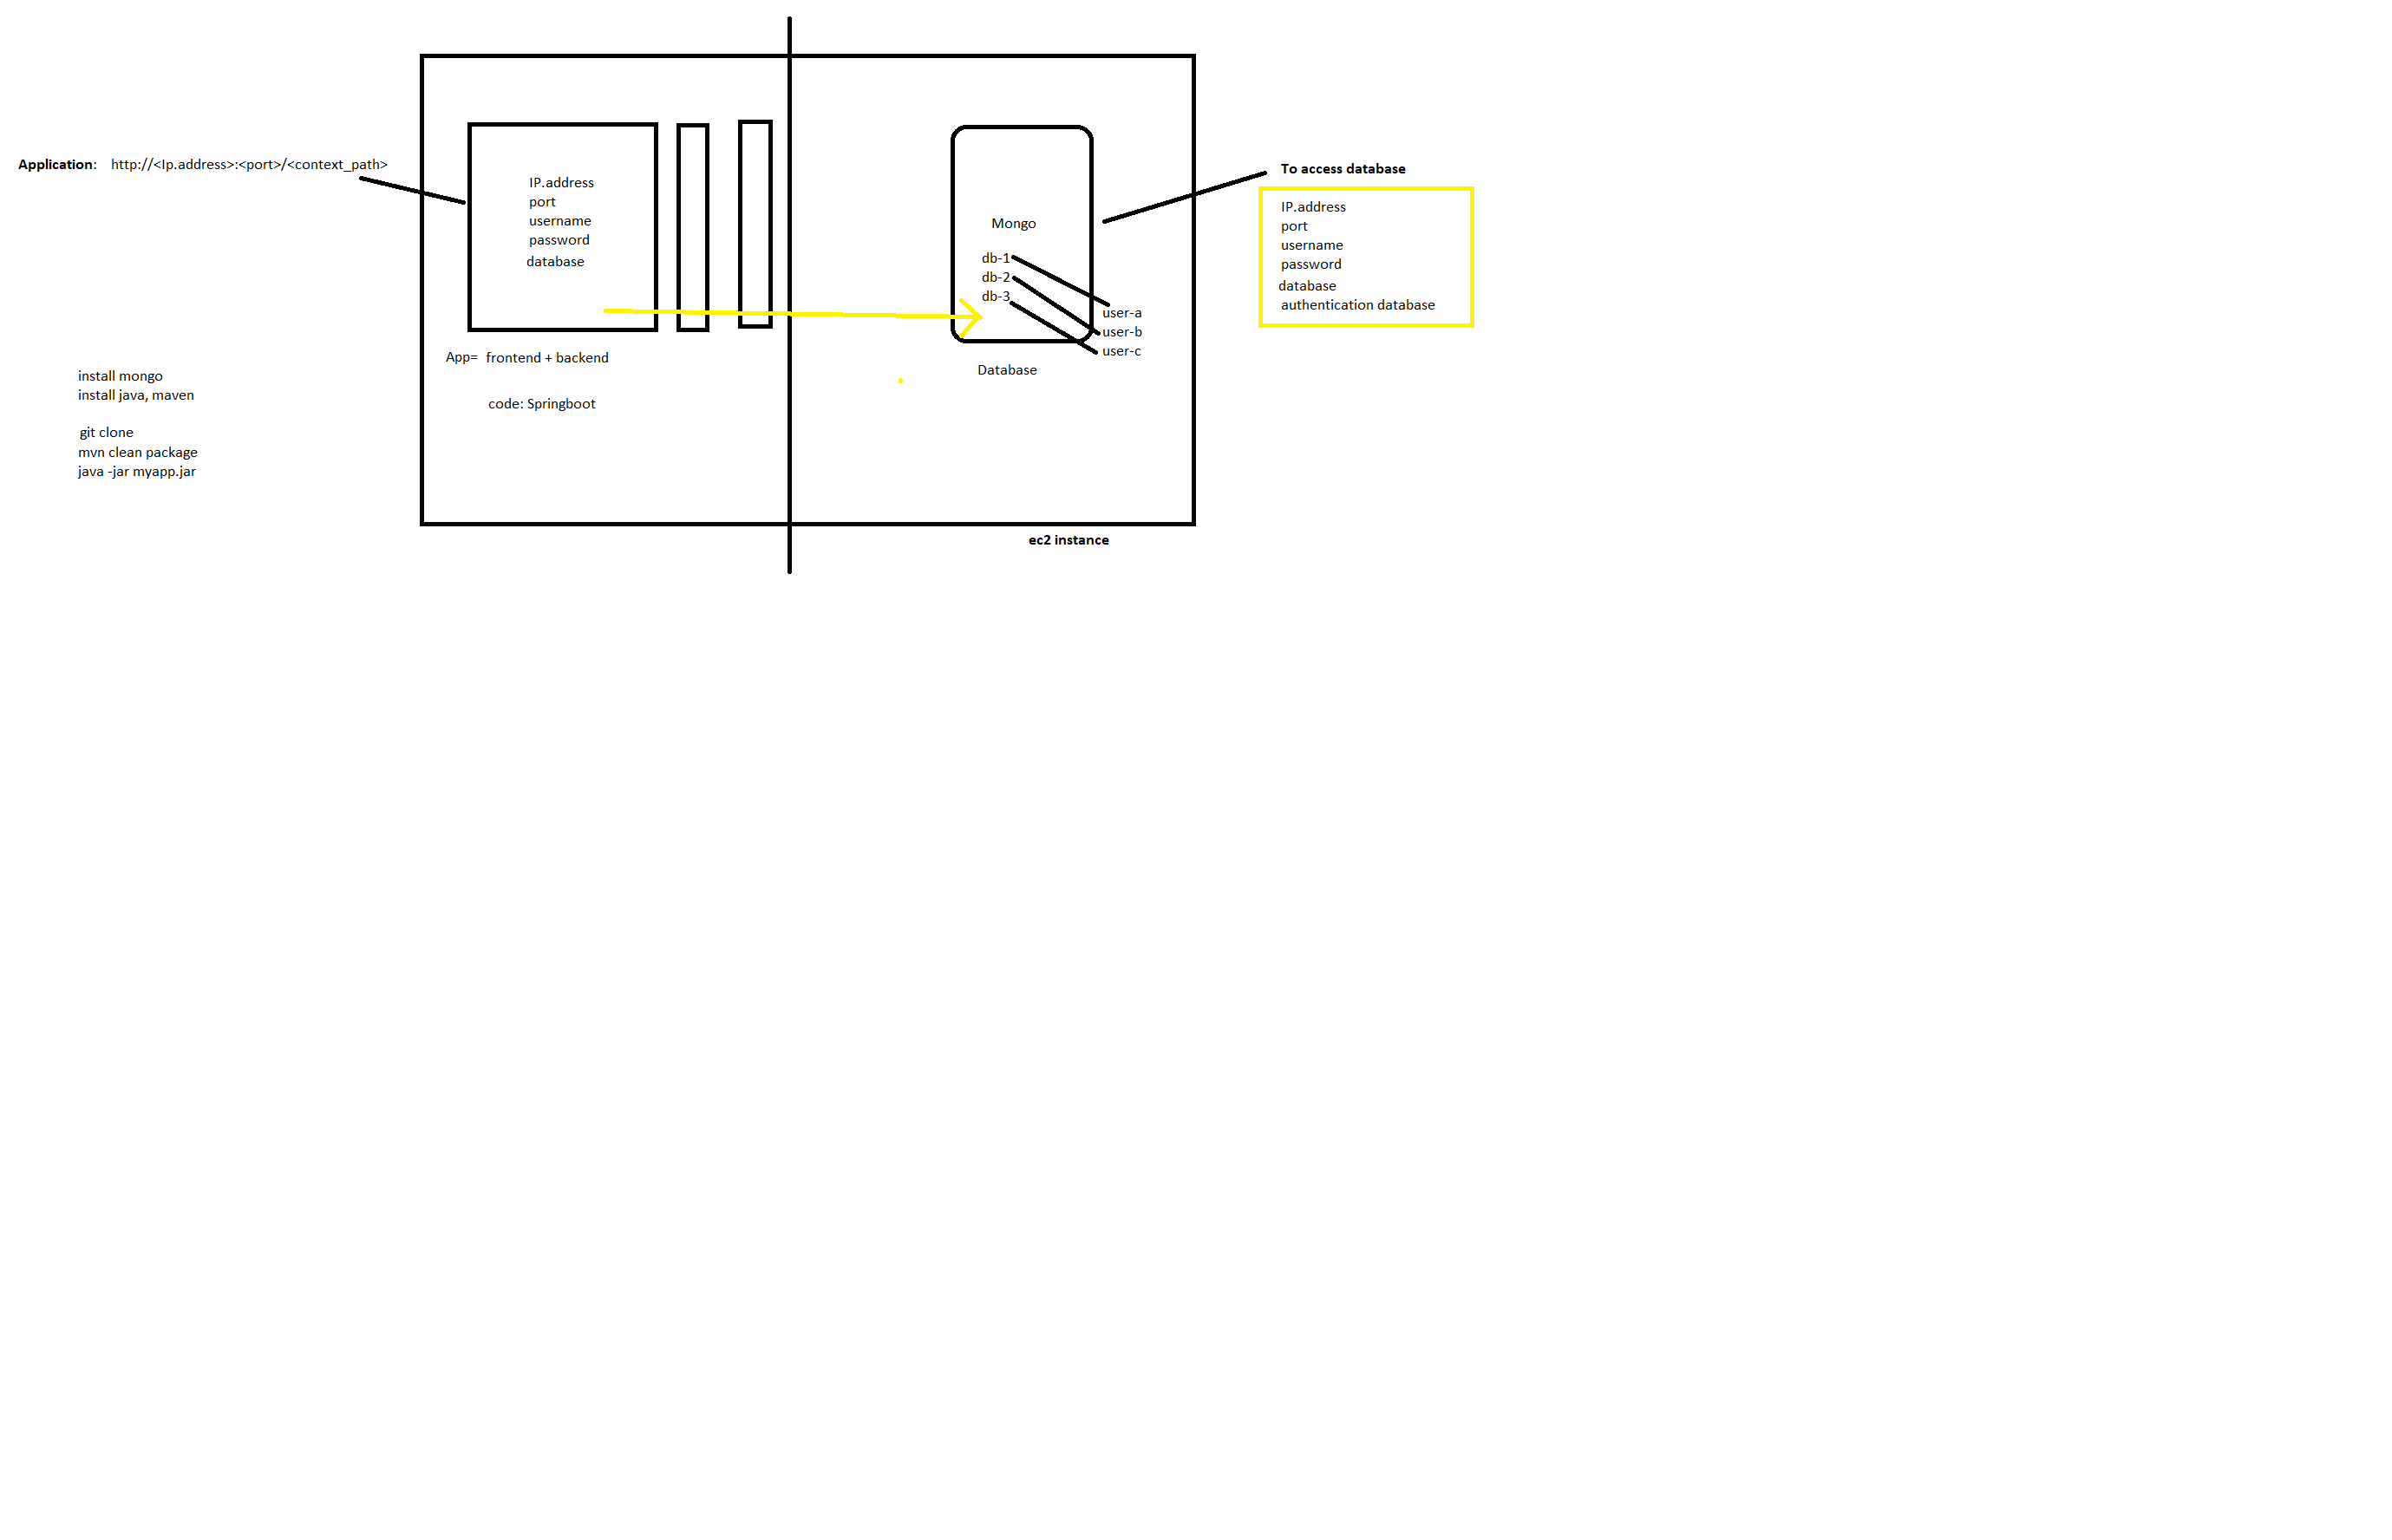 Application:   http://<Ip.address>:<port>/<context_path>
install mongo
install java, maven
git clone
mvn clean package
java -jar myapp.jar
IP.address
port
username
password
database
App=  frontend + backend
code: Springboot
Mongo
db-1
db-2
db-3
user-a
user-b
user-c
Database
ec2 instance
To access database
IP.address
port
username
password
database
authentication database